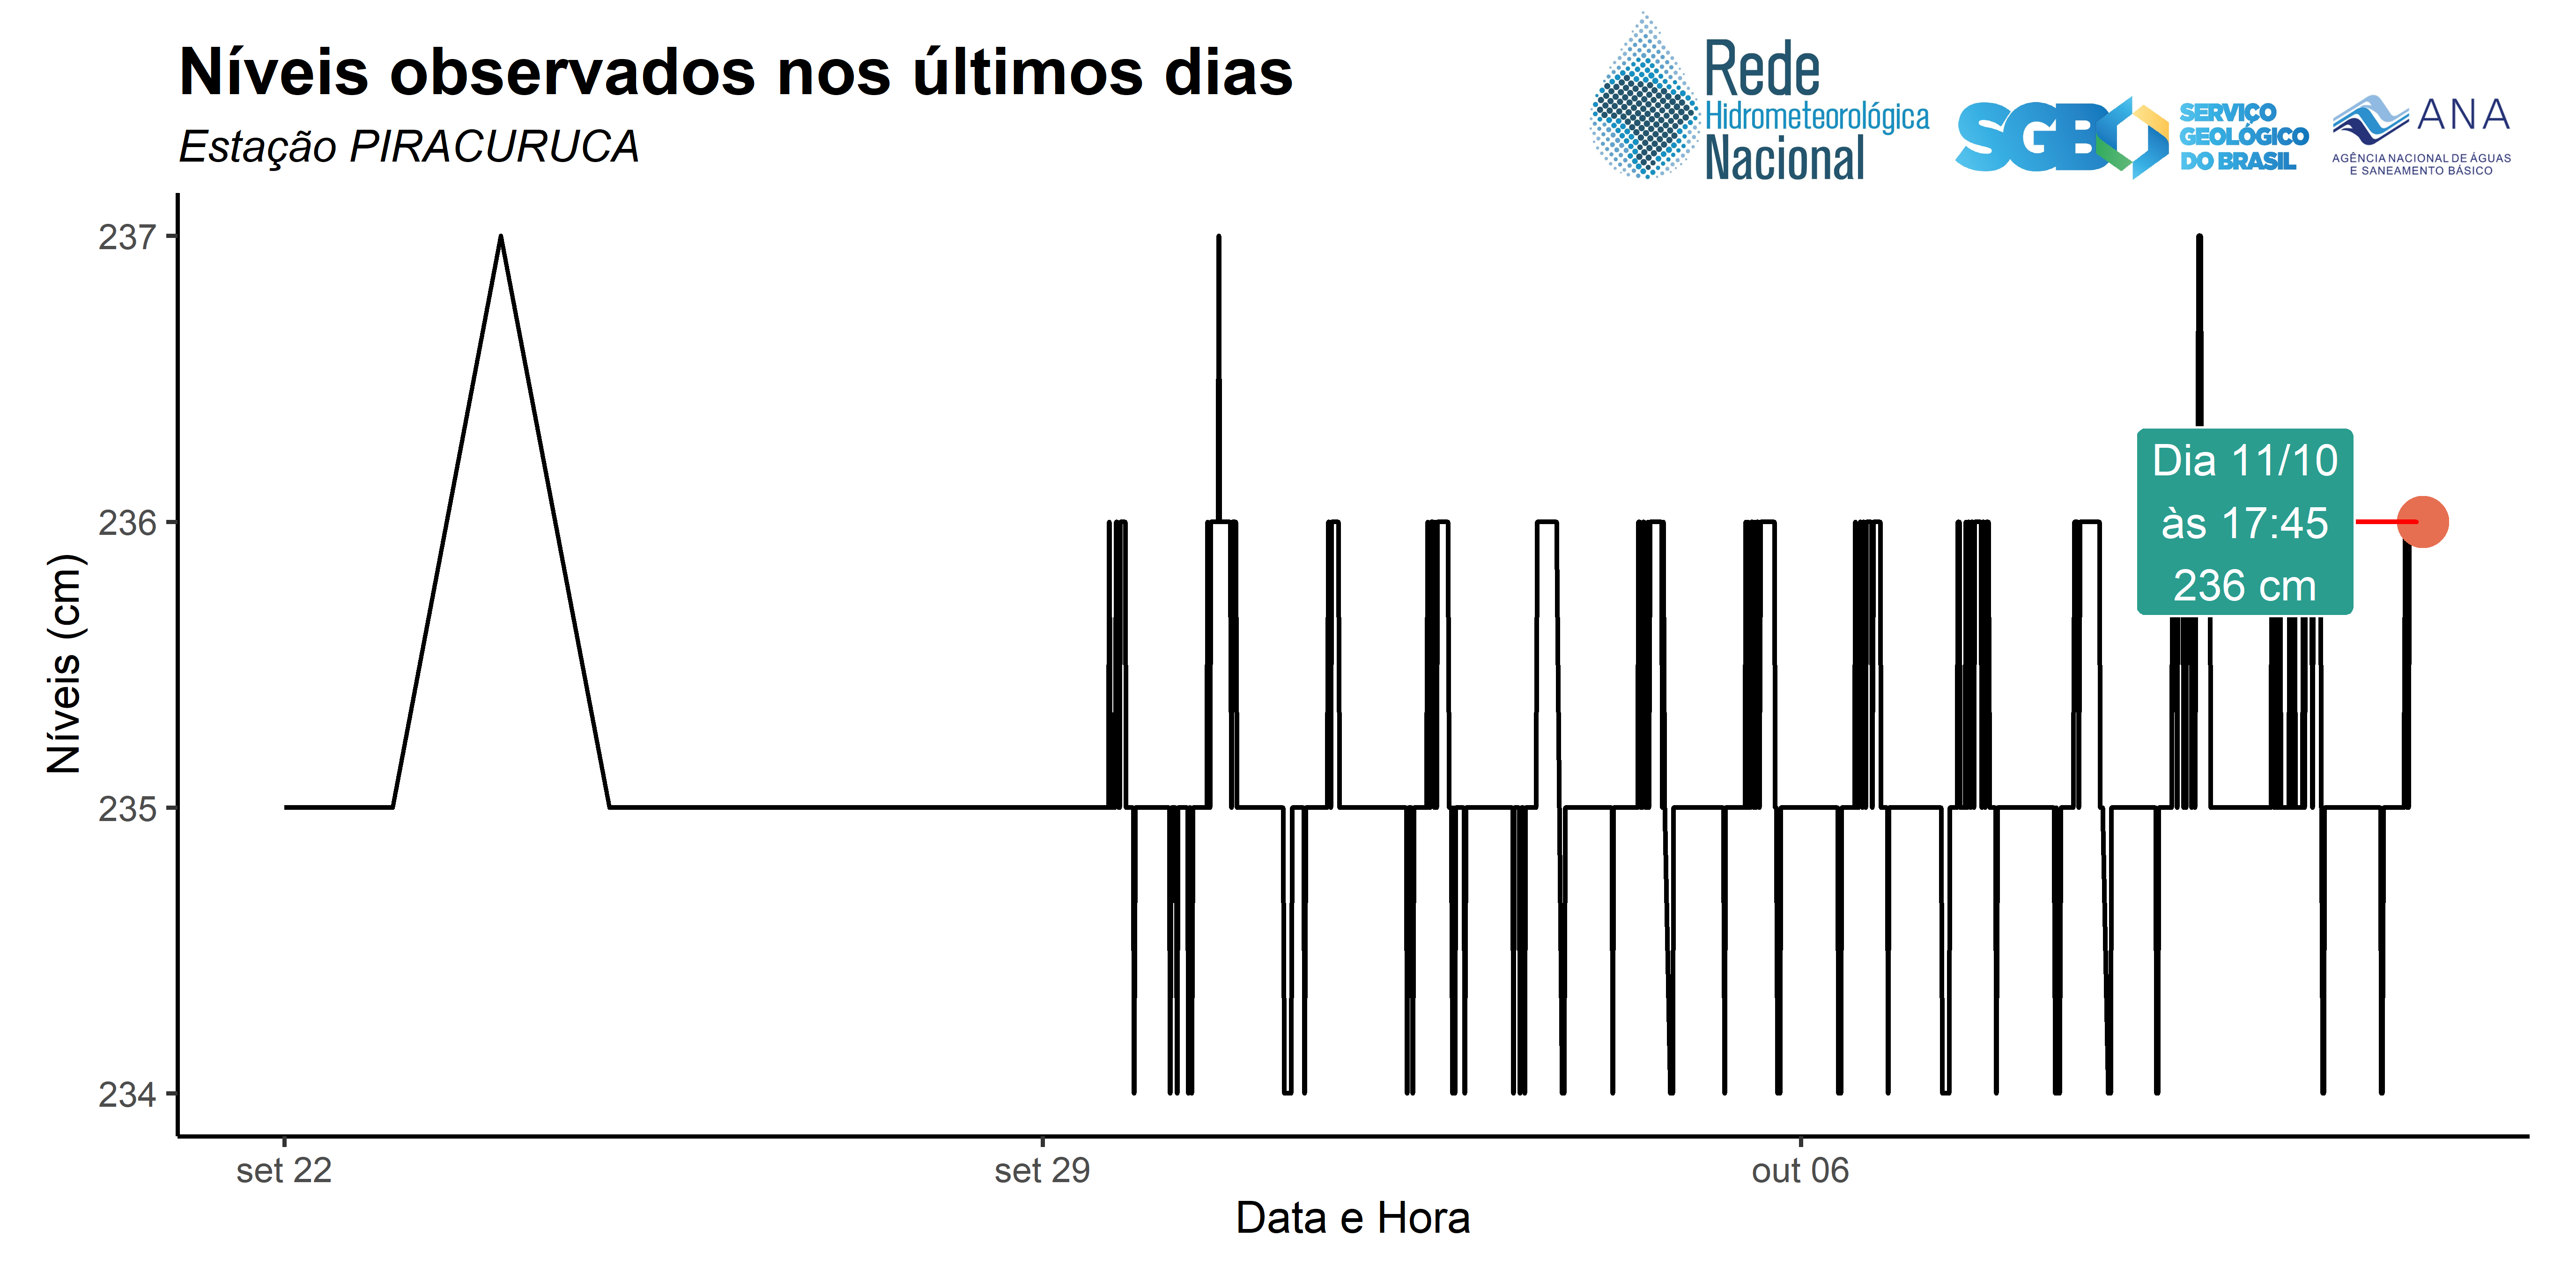 Níveis observados nos últimos dias
Estação PIRACURUCA
Rede
Hidrometeorológica
Nacional
SGB
SERVIÇO
GEOLÓGICO
DO BRASIL
ANA
AGÊNCIA NACIONAL DE ÁGUAS
E SANEAMENTO BÁSICO
237
236
235
234
Níveis (cm)
Dia 11/10
às 17:45
236 cm
set 22
set 29
out 06
Data e Hora